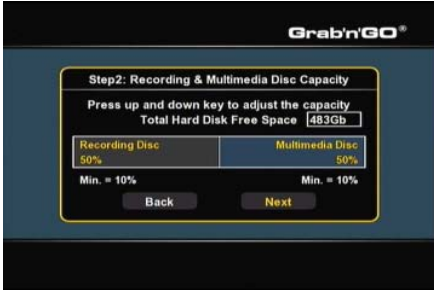 Grab'n'GO®
Step2: Recording & Multimedia Disc Capacity
Press up and down key to adjust the capacity
Total Hard Disk Free Space 483Gb
Recording Disc Multimedia Disc
50% 50%
Min. = 10% Min. = 10%
Back Next